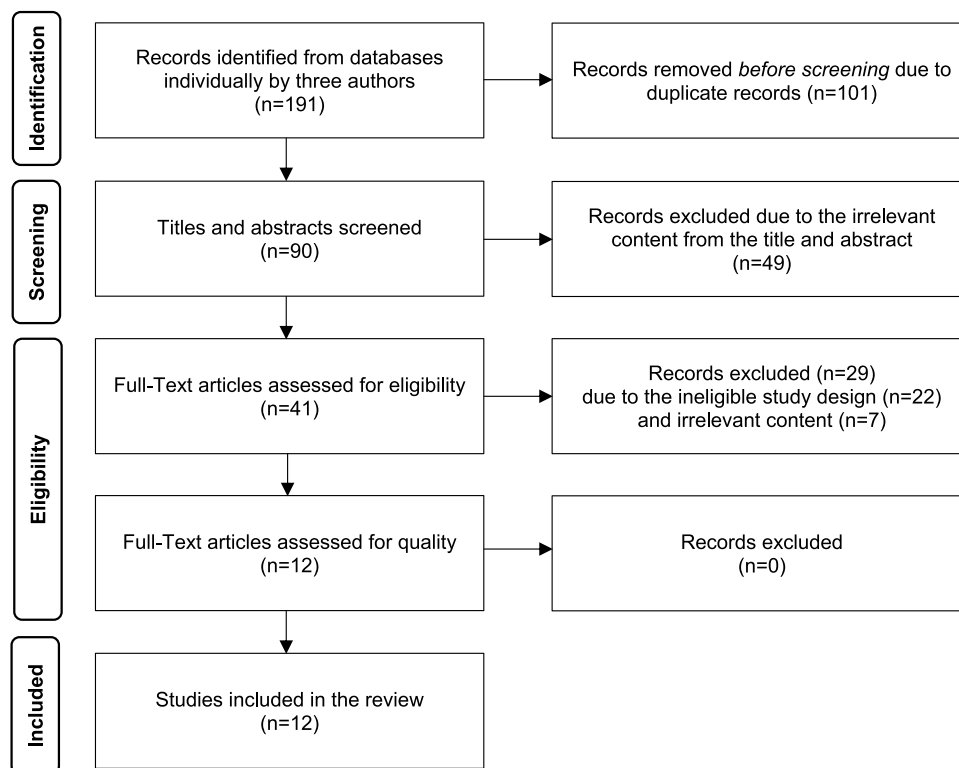 Identification
Records identified from databases
individually by three authors
(n=191)
Records removed before screening due to
duplicate records (n=101)
Screening
Titles and abstracts screened
(n=90)
Records excluded due to the irrelevant
content from the title and abstract
(n=49)
Eligibility
Full-Text articles assessed for eligibility
(n=41)
Records excluded (n=29)
due to the ineligible study design (n=22)
and irrelevant content (n=7)
Full-Text articles assessed for quality
(n=12)
Records excluded
(n=0)
Included
Studies included in the review
(n=12)